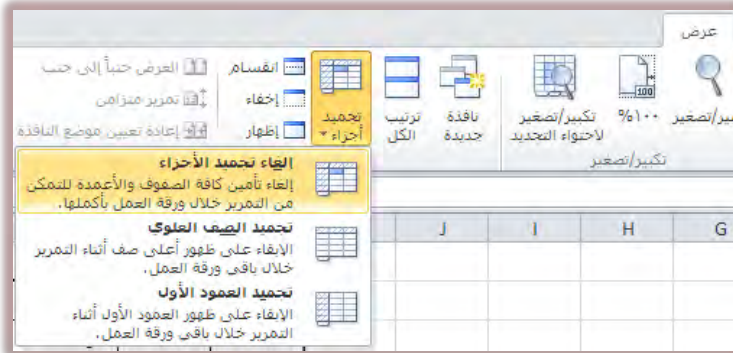 عرض
تكبير/تصغير
١٠٠%
100
تكبير/تصغير
لاحتواء التحديد
تكبير/تصغير
نافذة
جديدة
ترتيب
الكل
تجميد
أجزاء
انقسام
إخفاء
إظهار
العرض جنباً إلى جنب
تمرير متزامن
إعادة تعيين موضع النافذة
إلغاء تجميد الأجزاء
إلغاء تأمين كافة الصفوف والأعمدة للتمكن
من التمرير خلال ورقة العمل بأكملها.
تجميد الصف العلوي
الإبقاء على ظهور أعلى صف أثناء التمرير
خلال باقي ورقة العمل.
تجميد العمود الأول
الإبقاء على ظهور العمود الأول أثناء
التمرير خلال باقي ورقة العمل.
G H I J